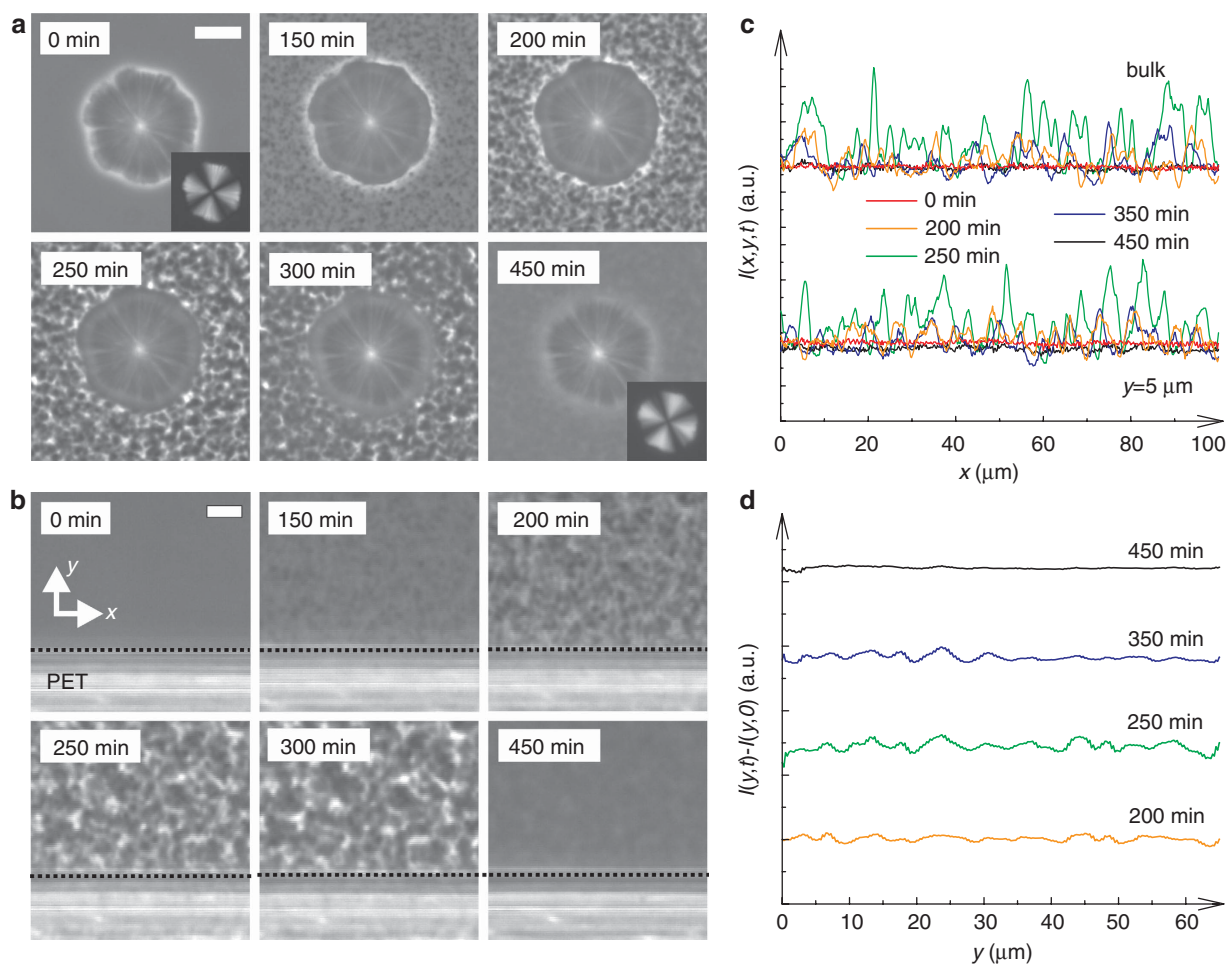 a
0 min
150 min
200 min
250 min
300 min
450 min
b
0 min
150 min
200 min
y
x
PET
250 min
300 min
450 min
c
bulk
0 min
200 min
250 min
350 min
450 min
y=5 μm
I(x,y,t) (a.u.)
0 20 40 60 80 100
x (μm)
d
450 min
350 min
250 min
200 min
I(y,t)-I(y,0) (a.u.)
0 10 20 30 40 50 60
y (μm)